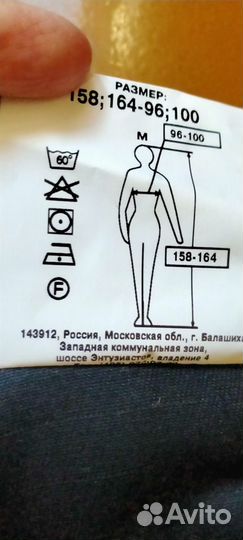 РАЗМЕР:
158;164-96;100
М
96-100
60°
158-164
F
143912, Россия, Московская обл., г. Балашиха
Западная коммунальная зона,
шоссе Энтузиастов, владение 4
Avito